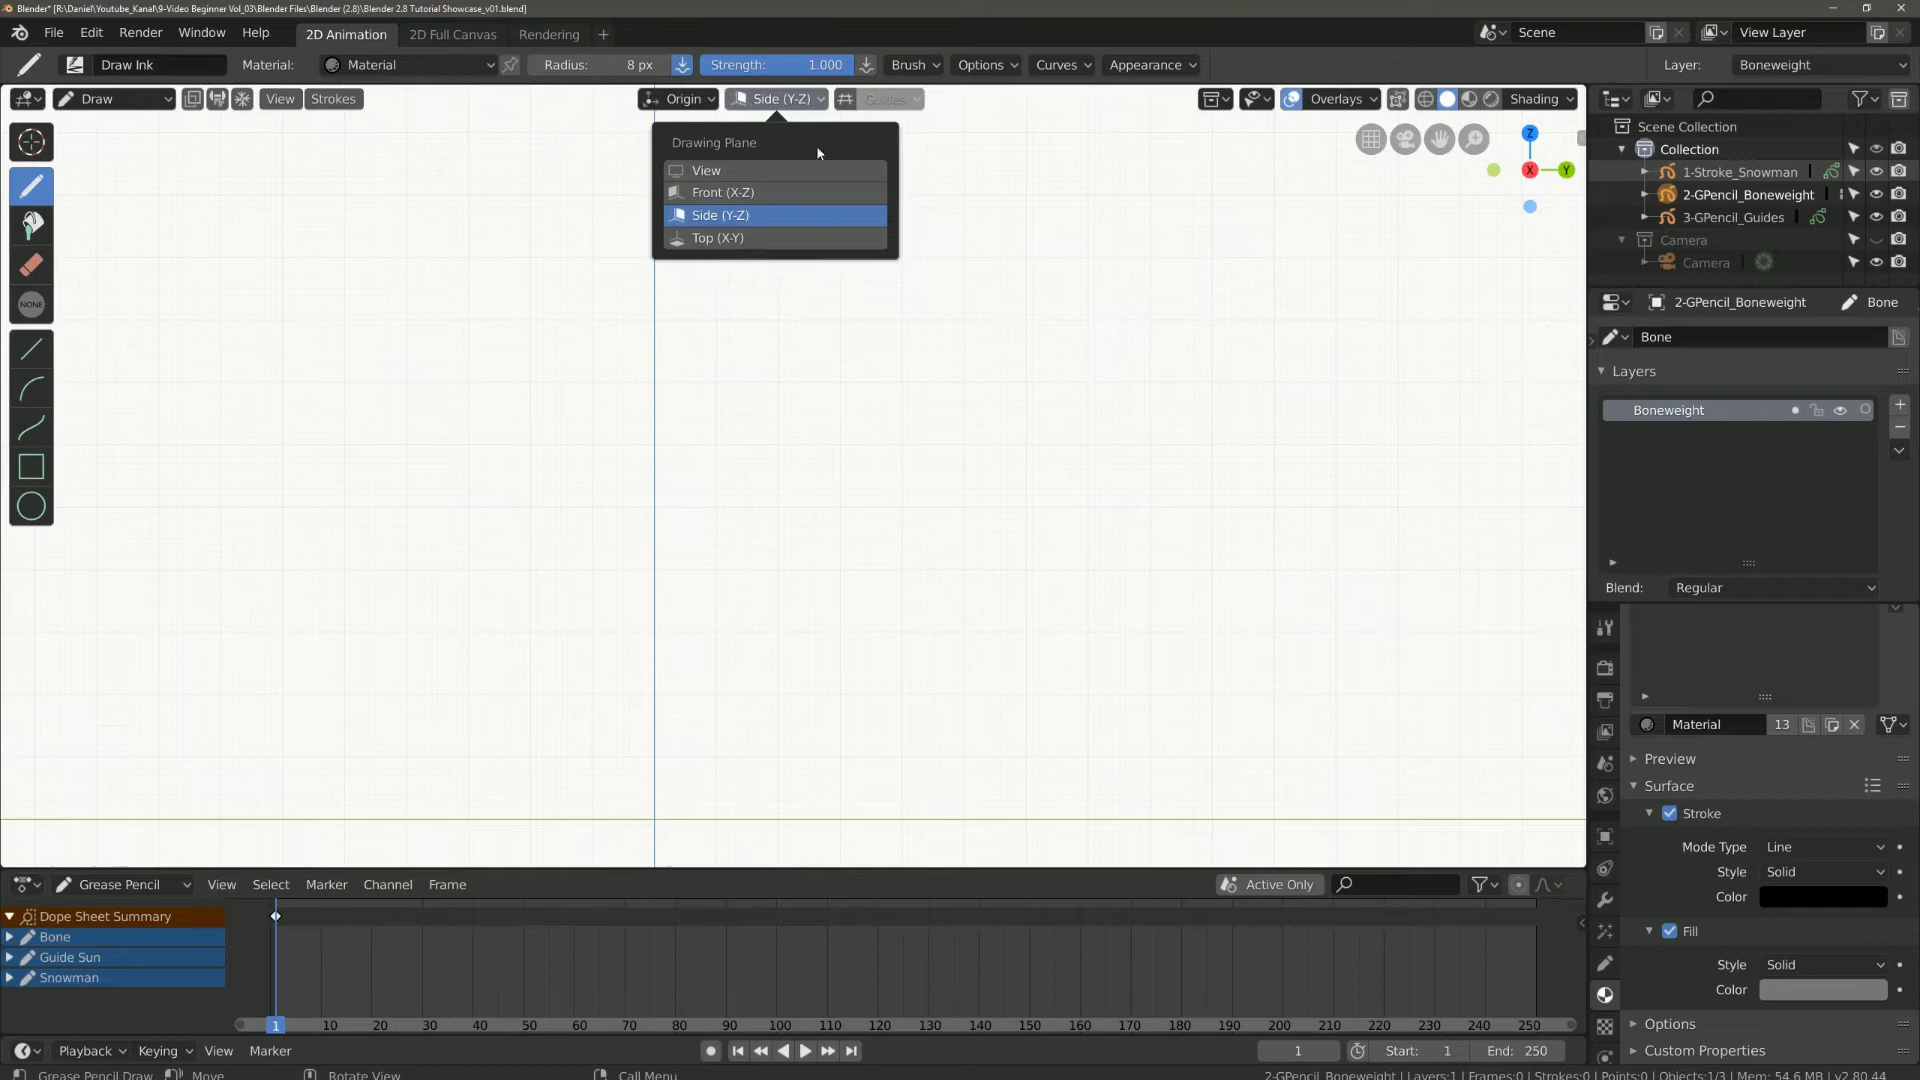 Blender* [R:\Daniel\Youtube_Kanal\9-Video Beginner Vol_03\Blender Files\Blender (2.8)\Blender 2.8 Tutorial Showcase_v01.blend]
File Edit Render Window Help 2D Animation 2D Full Canvas Rendering + Scene View Layer
Draw Ink Material: Material Radius: 8 px Strength: 1.000 Brush Options Curves Appearance Layer: Boneweight
Draw View Strokes Origin Side (Y-Z) Guides Overlays Shading
Drawing Plane
View
Front (X-Z)
Side (Y-Z)
Top (X-Y)
Z
X Y
NONE
Scene Collection
Collection
1-Stroke_Snowman
2-GPencil_Boneweight
3-GPencil_Guides
Camera
Camera
2-GPencil_Boneweight Bone
Bone
Layers
Boneweight
Blend: Regular
Material 13
Preview
Surface
Stroke
Mode Type Line
Style Solid
Color
Fill
Style Solid
Color
Options
Custom Properties
Grease Pencil View Select Marker Channel Frame Active Only
Dope Sheet Summary
Bone
Guide Sun
Snowman
1 10 20 30 40 50 60 70 80 90 100 110 120 130 140 150 160 170 180 190 200 210 220 230 240 250
Playback Keying View Marker 1 Start: 1 End: 250
Grease Pencil Draw Move Rotate View Call Menu 2-GPencil_Boneweight | Layers:1 | Frames:0 | Strokes:0 | Points:0 | Objects:1/3 | Mem: 54.6 MB | v2.80.44